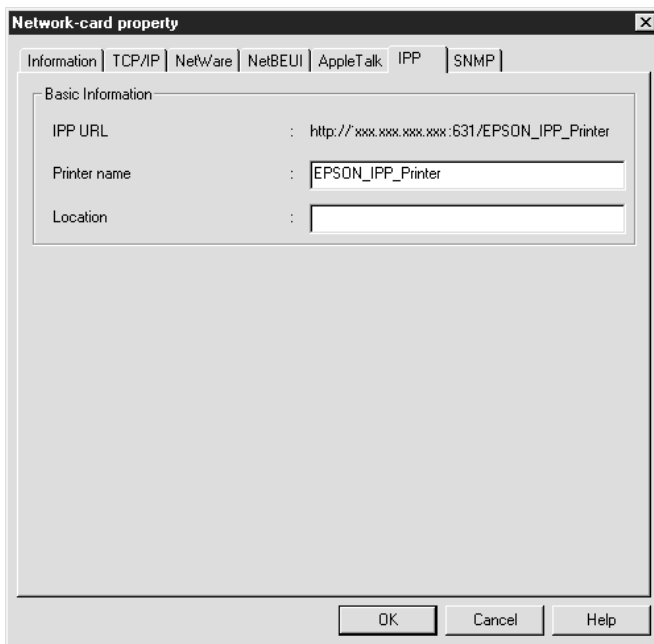 Network-card property
Information TCP/IP NetWare NetBEUI AppleTalk IPP SNMP
Basic Information
IPP URL : http://`xxx.xxx.xxx.xxx:631/EPSON_IPP_Printer
Printer name : EPSON_IPP_Printer
Location :
OK Cancel Help